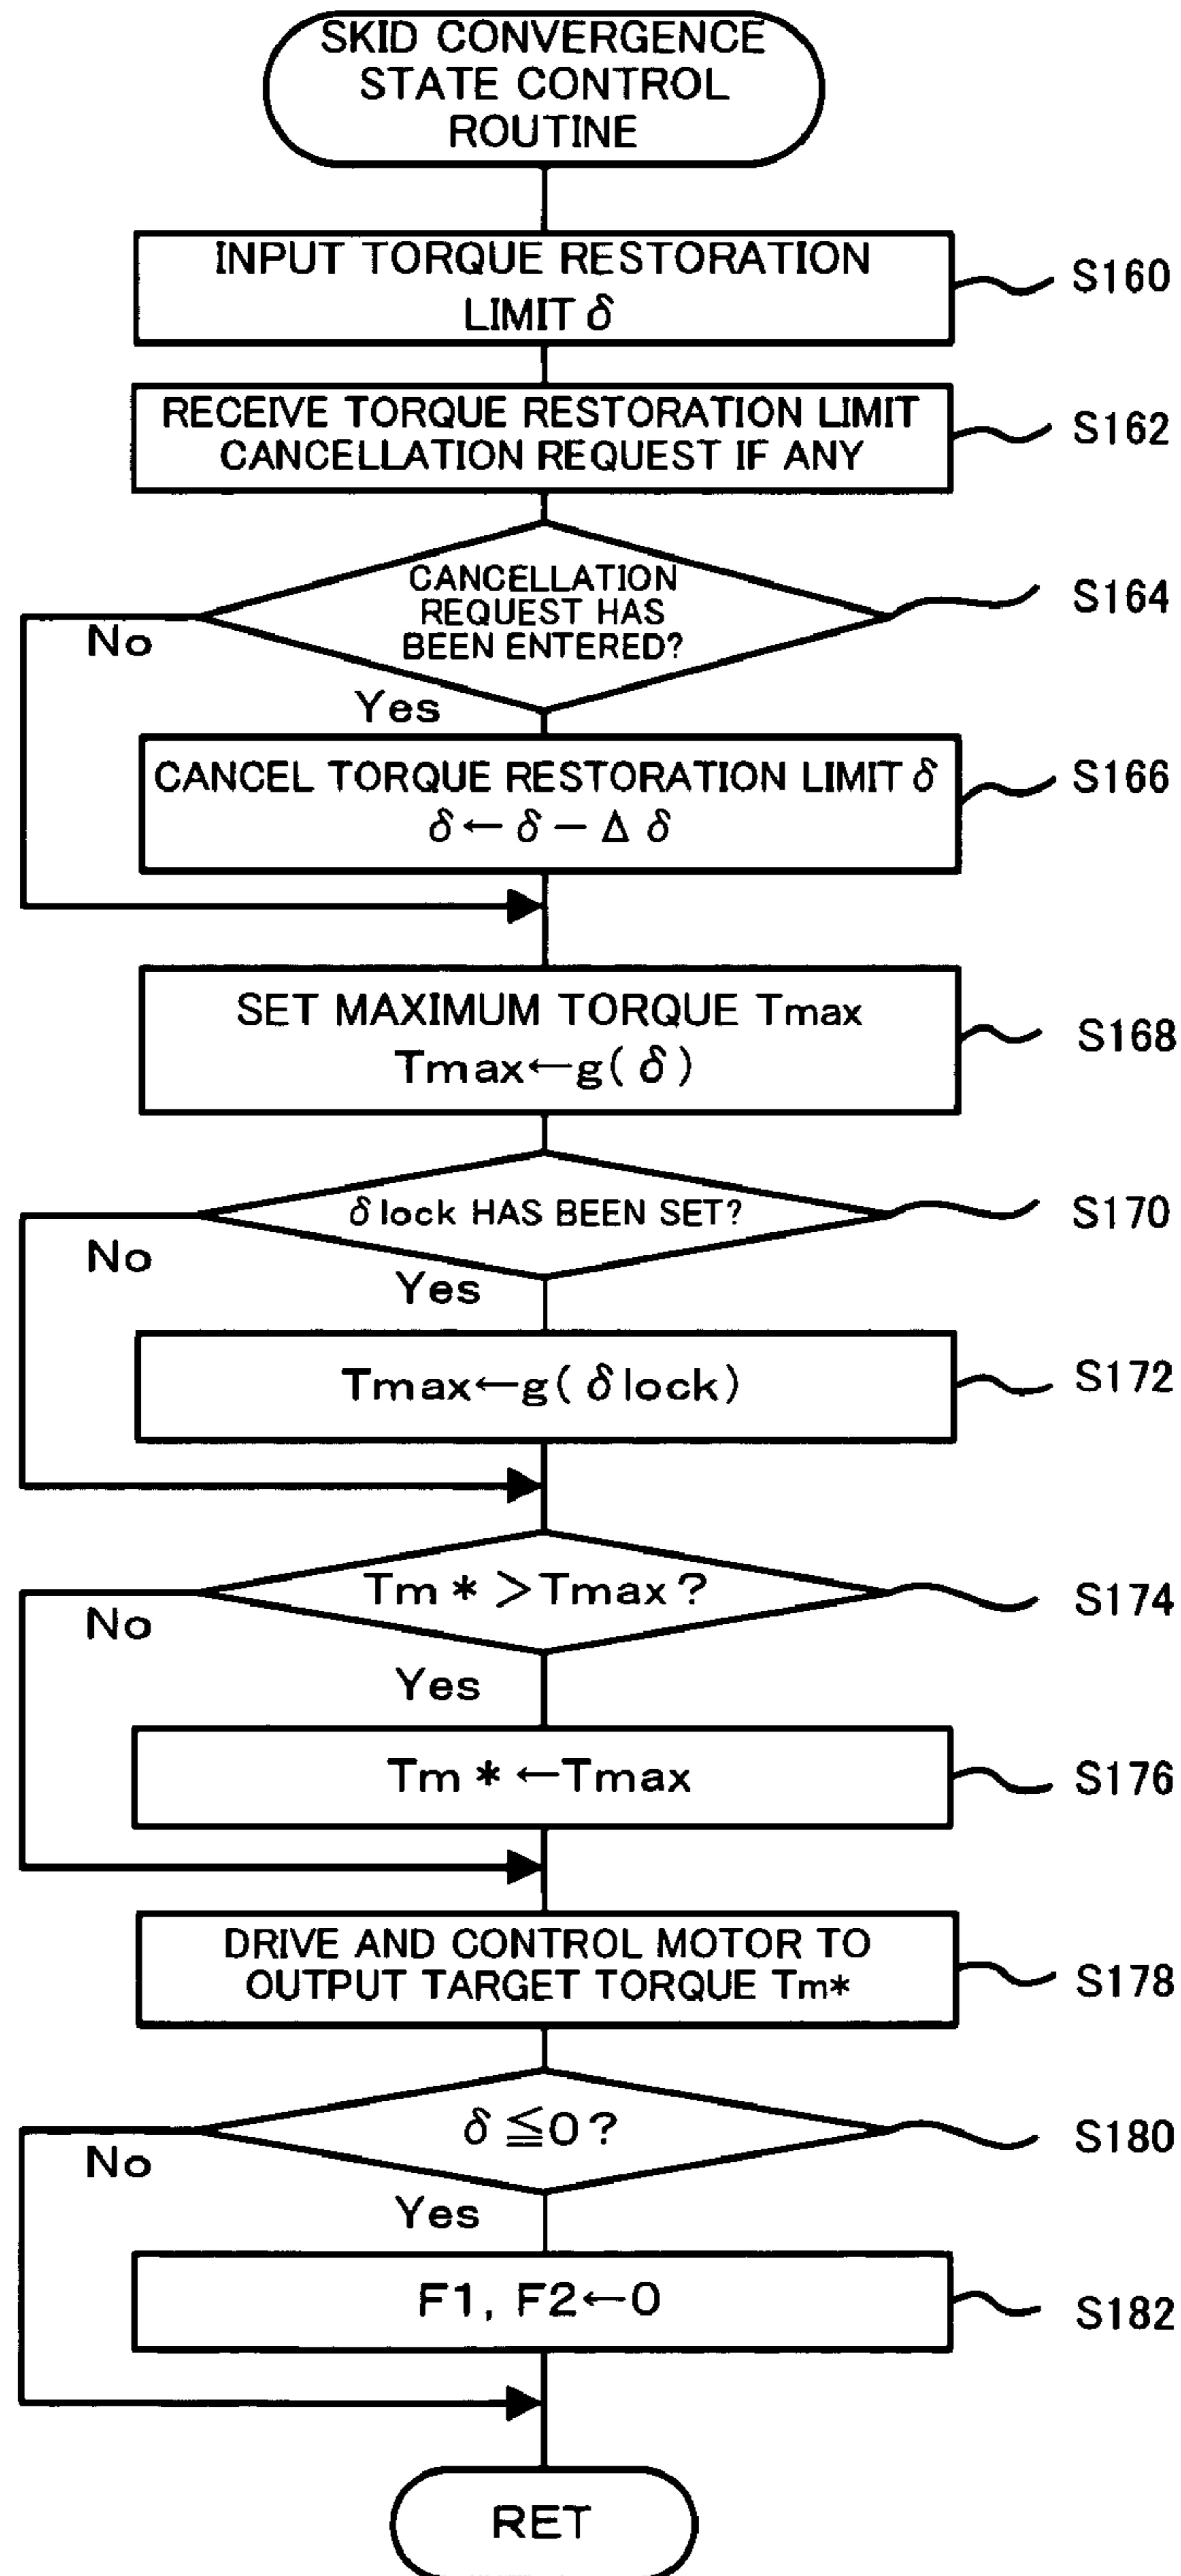 SKID CONVERGENCE
STATE CONTROL
ROUTINE
INPUT TORQUE RESTORATION
LIMIT δ
S160
RECEIVE TORQUE RESTORATION LIMIT
CANCELLATION REQUEST IF ANY
S162
CANCELLATION
REQUEST HAS
BEEN ENTERED?
S164
No
Yes
CANCEL TORQUE RESTORATION LIMIT δ
δ ← δ − Δ δ
S166
SET MAXIMUM TORQUE Tmax
Tmax←g( δ )
S168
δ lock HAS BEEN SET?
S170
No
Yes
Tmax←g( δ lock)
S172
Tm * >Tmax?
S174
No
Yes
Tm * ←Tmax
S176
DRIVE AND CONTROL MOTOR TO
OUTPUT TARGET TORQUE Tm*
S178
δ ≦0?
S180
No
Yes
F1, F2←0
S182
RET